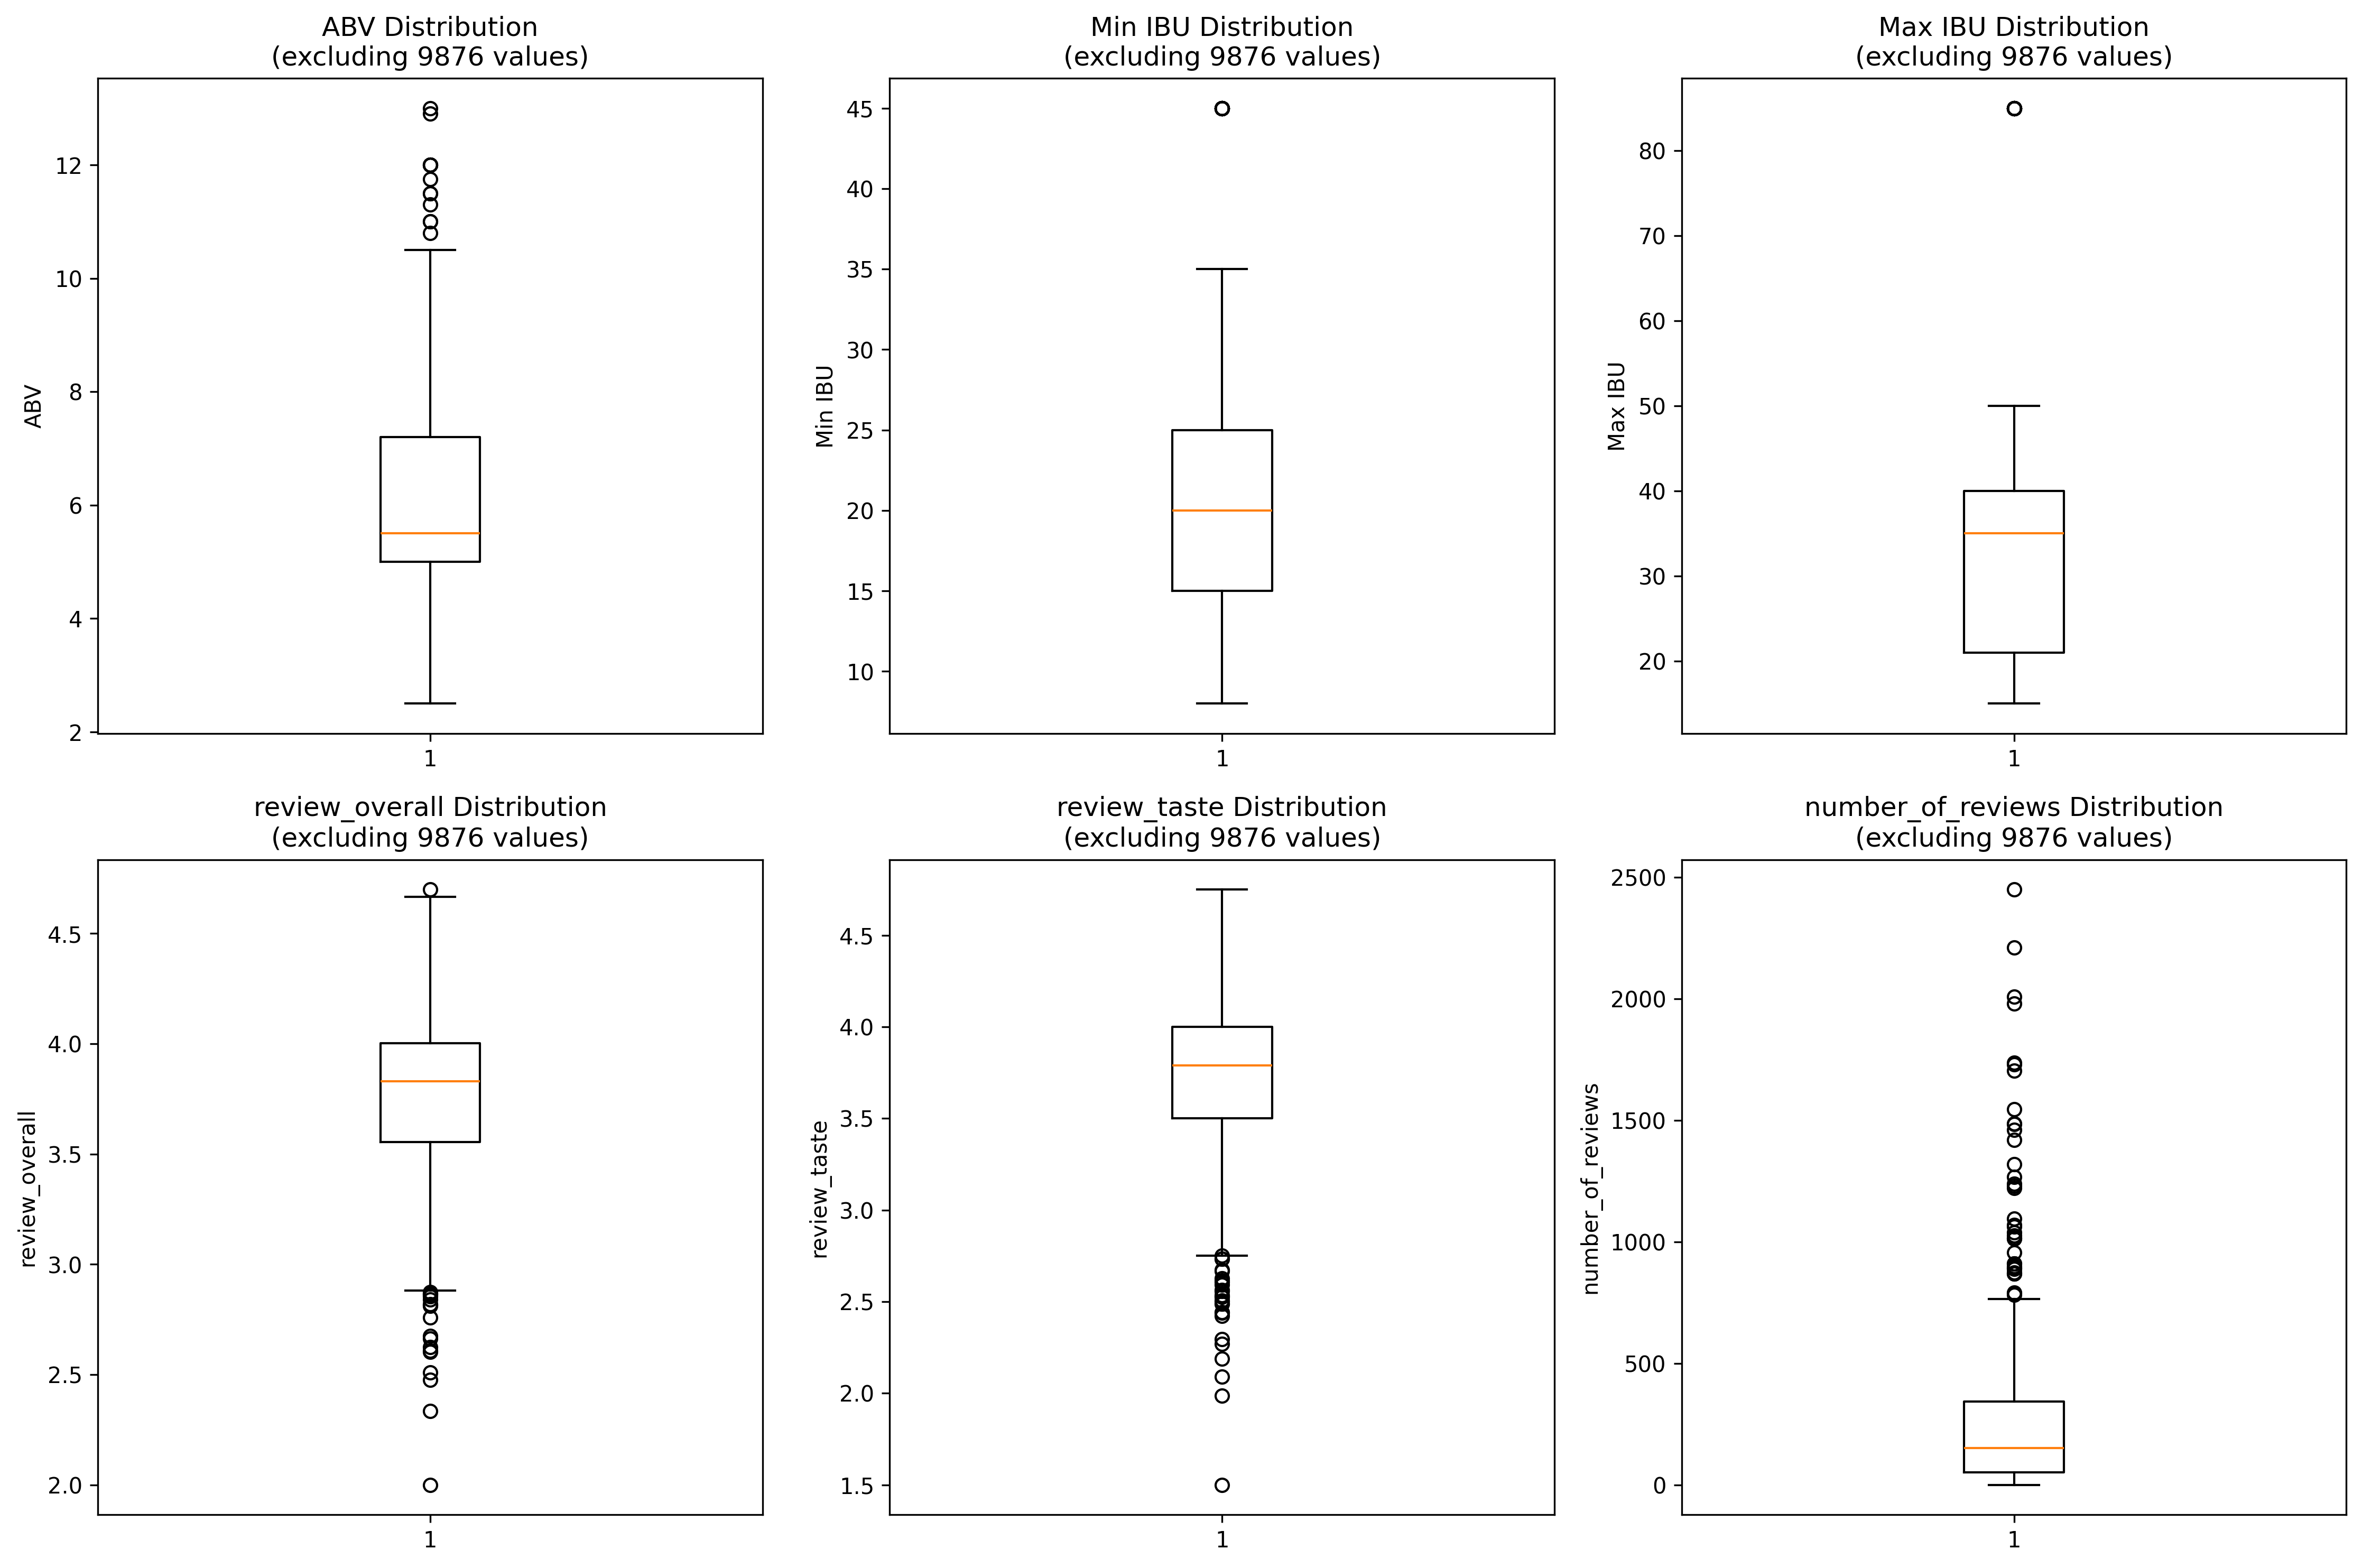 ABV Distribution
(excluding 9876 values)
ABV
12
10
8
6
4
2
1
Min IBU Distribution
(excluding 9876 values)
Min IBU
45
40
35
30
25
20
15
10
1
Max IBU Distribution
(excluding 9876 values)
Max IBU
80
70
60
50
40
30
20
1
review_overall Distribution
(excluding 9876 values)
review_overall
4.5
4.0
3.5
3.0
2.5
2.0
1
review_taste Distribution
(excluding 9876 values)
review_taste
4.5
4.0
3.5
3.0
2.5
2.0
1.5
1
number_of_reviews Distribution
(excluding 9876 values)
number_of_reviews
2500
2000
1500
1000
500
0
1